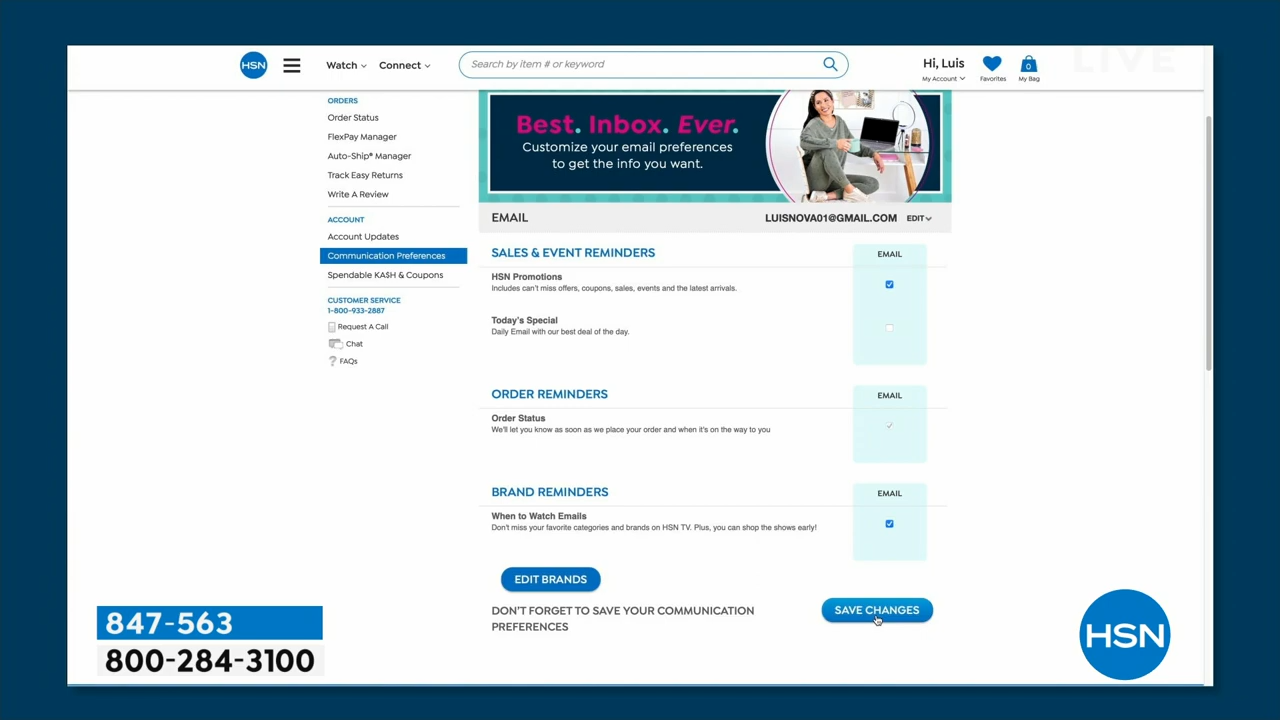 LIVE
HSN
Watch
Connect
Search by item # or keyword
Hi, Luis
My Account
Favorites
0
My Bag
ORDERS
Order Status
FlexPay Manager
Auto-Ship® Manager
Track Easy Returns
Write A Review
ACCOUNT
Account Updates
Communication Preferences
Spendable KA$H & Coupons
CUSTOMER SERVICE
1-800-933-2887
Request A Call
Chat
? FAQs
Best. Inbox. Ever.
Customize your email preferences
to get the info you want.
EMAIL
LUISNOVA01@GMAIL.COM EDIT
SALES & EVENT REMINDERS
EMAIL
HSN Promotions
Includes can't miss offers, coupons, sales, events and the latest arrivals.
Today's Special
Daily Email with our best deal of the day.
ORDER REMINDERS
EMAIL
Order Status
We'll let you know as soon as we place your order and when it's on the way to you
BRAND REMINDERS
EMAIL
When to Watch Emails
Don't miss your favorite categories and brands on HSN TV. Plus, you can shop the shows early!
EDIT BRANDS
DON'T FORGET TO SAVE YOUR COMMUNICATION
PREFERENCES
SAVE CHANGES
847-563
800-284-3100
HSN